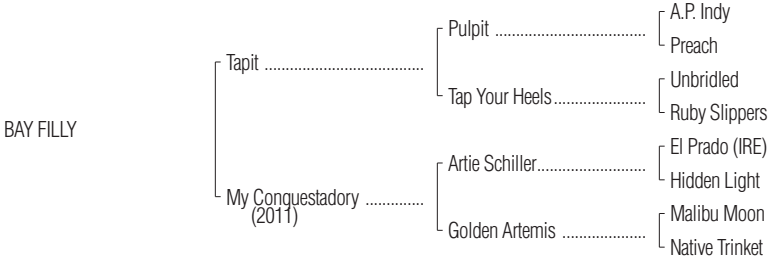 BAY FILLY
Tapit ......................................
My Conquestadory ..............
(2011)
Pulpit ....................................
Tap Your Heels......................
Artie Schiller..........................
Golden Artemis ....................
A.P. Indy
Preach
Unbridled
Ruby Slippers
El Prado (IRE)
Hidden Light
Malibu Moon
Native Trinket